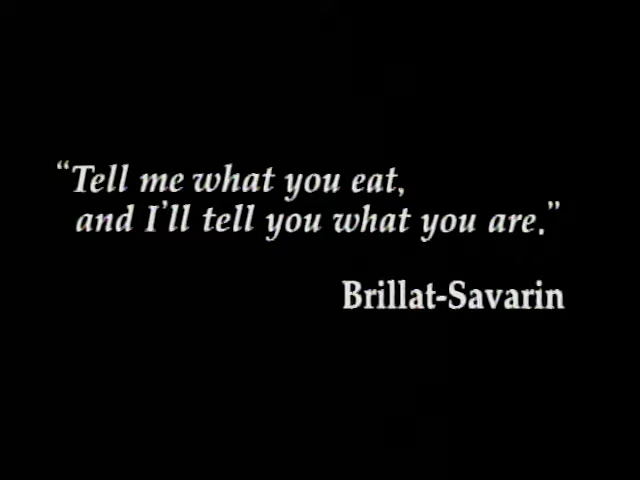 “Tell me what you eat,
and I’ll tell you what you are.”
Brillat-Savarin